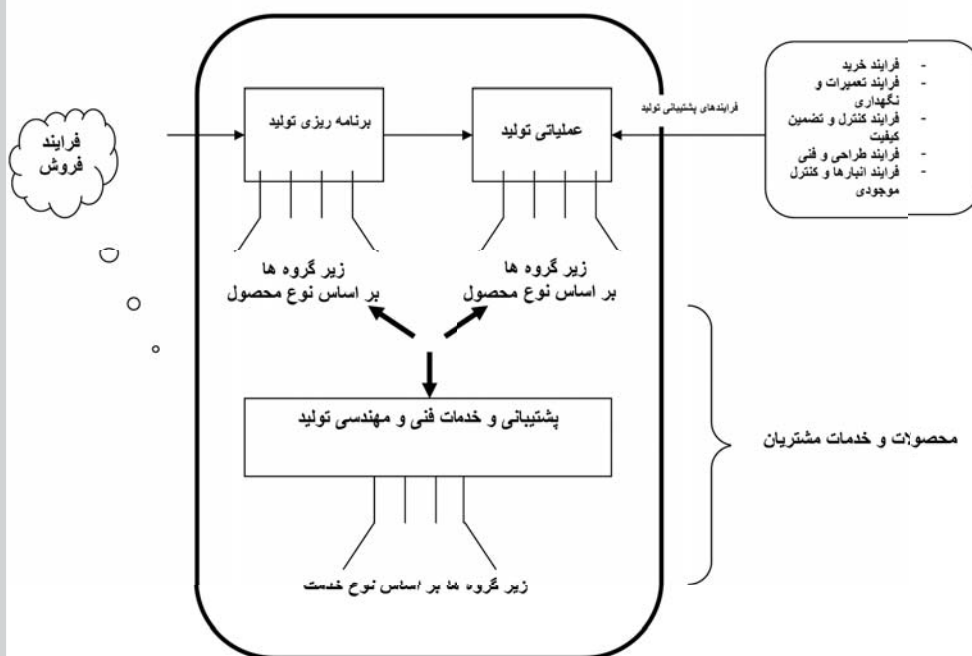 - فرایند خرید
- فرایند تعمیرات و
نگهداری
- فرایند کنترل و تضمین
کیفیت
- فرایند طراحی و فنی
- فرایند انبارها و کنترل
موجودی
فرایندهای پشتیبانی تولید
عملیاتی تولید
برنامه ریزی تولید
فرایند
فروش
زیر گروه ها
بر اساس نوع محصول
زیر گروه ها
بر اساس نوع محصول
پشتیبانی و خدمات فنی و مهندسی تولید
محصولات و خدمات مشتریان
زیر گروه ها بر اساس نوع خدمت